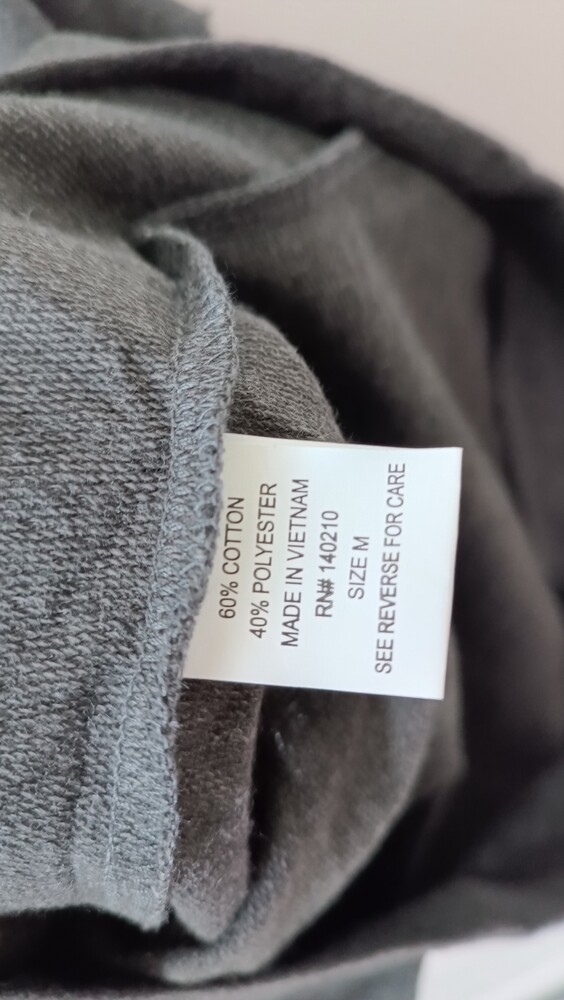 60% COTTON
40% POLYESTER
MADE IN VIETNAM
RN# 140210
SIZE M
SEE REVERSE FOR CARE